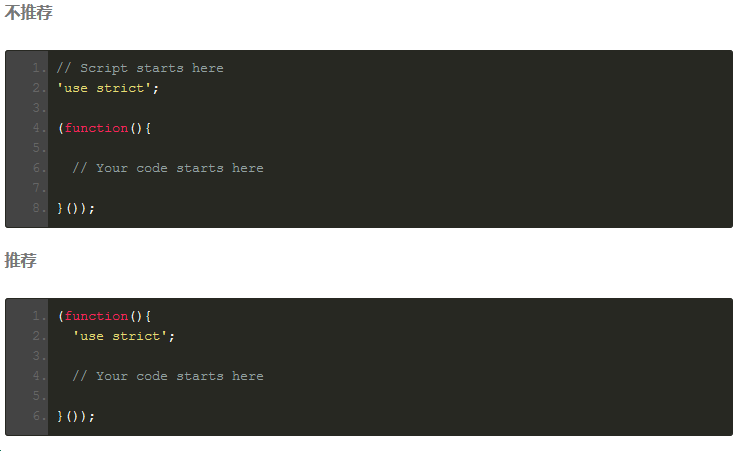 不推荐
1. // Script starts here
2. 'use strict';
3.
4. (function(){
5.
6.   // Your code starts here
7.
8. }());
推荐
1. (function(){
2.   'use strict';
3.
4.   // Your code starts here
5.
6. }());